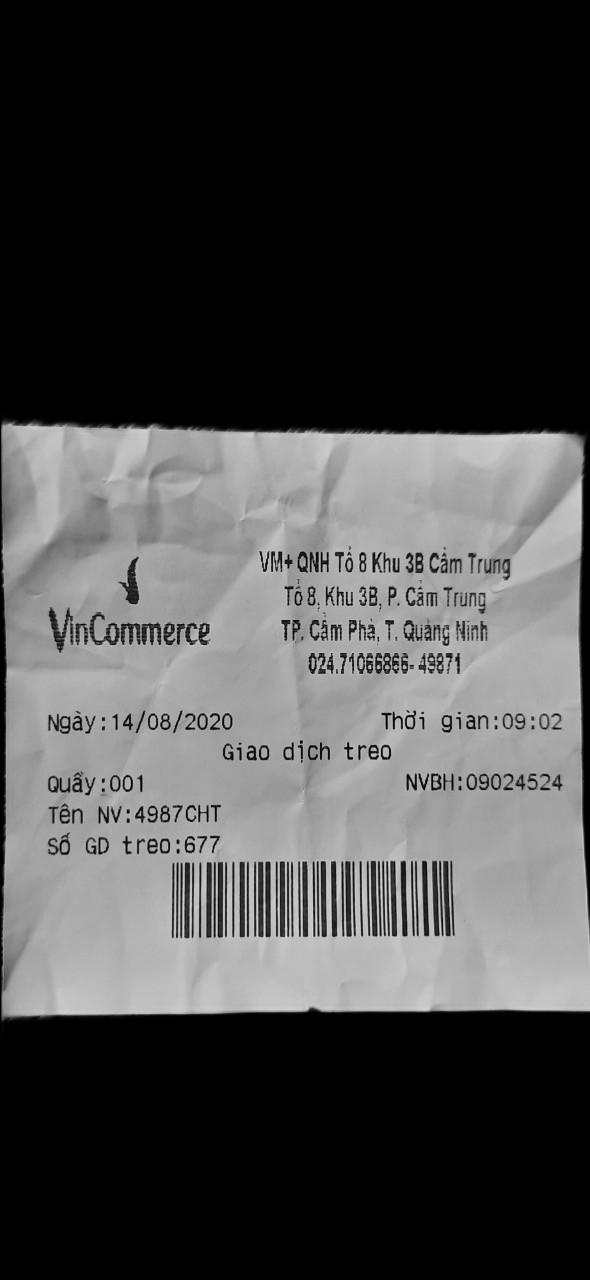 VinCommerce
VM+ QNH Tổ 8 Khu 3B Cẩm Trung
Tổ 8, Khu 3B, P. Cẩm Trung
TP. Cẩm Phả, T. Quảng Ninh
024.71066866- 49871
Ngày:14/08/2020 Thời gian:09:02
Giao dịch treo
Quầy:001 NVBH:09024524
Tên NV:4987CHT
Số GD treo:677